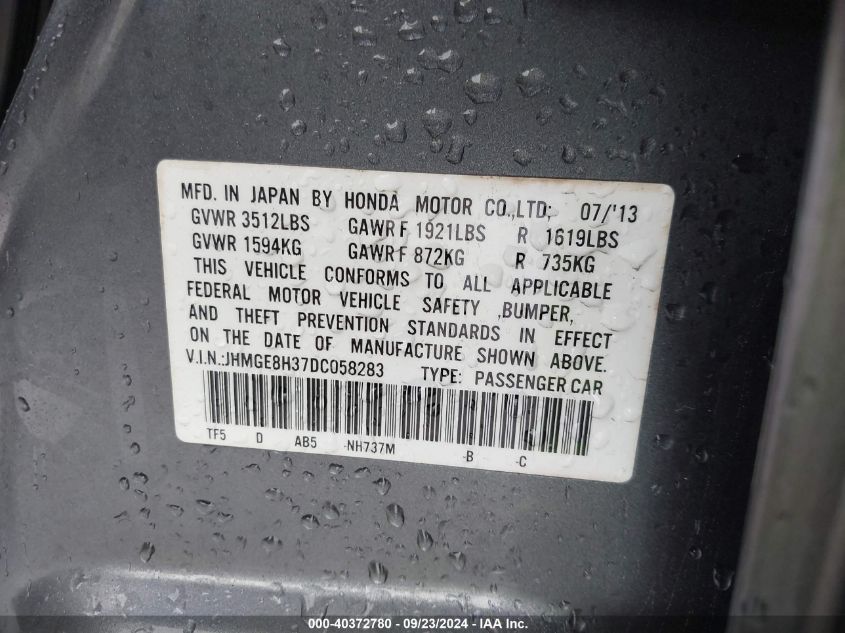 MFD. IN JAPAN BY HONDA MOTOR CO.,LTD; 07/'13
GVWR 3512LBS GAWR F 1921LBS R 1619LBS
GVWR 1594KG GAWR F 872KG R 735KG
THIS VEHICLE CONFORMS TO ALL APPLICABLE
FEDERAL MOTOR VEHICLE SAFETY ,BUMPER,
AND THEFT PREVENTION STANDARDS IN EFFECT
ON THE DATE OF MANUFACTURE SHOWN ABOVE.
V.I.N.:JHMGE8H37DC058283 TYPE: PASSENGER CAR
TF5 D AB5 -NH737M -B -C
000-40372780 - 09/23/2024 - IAAI.com